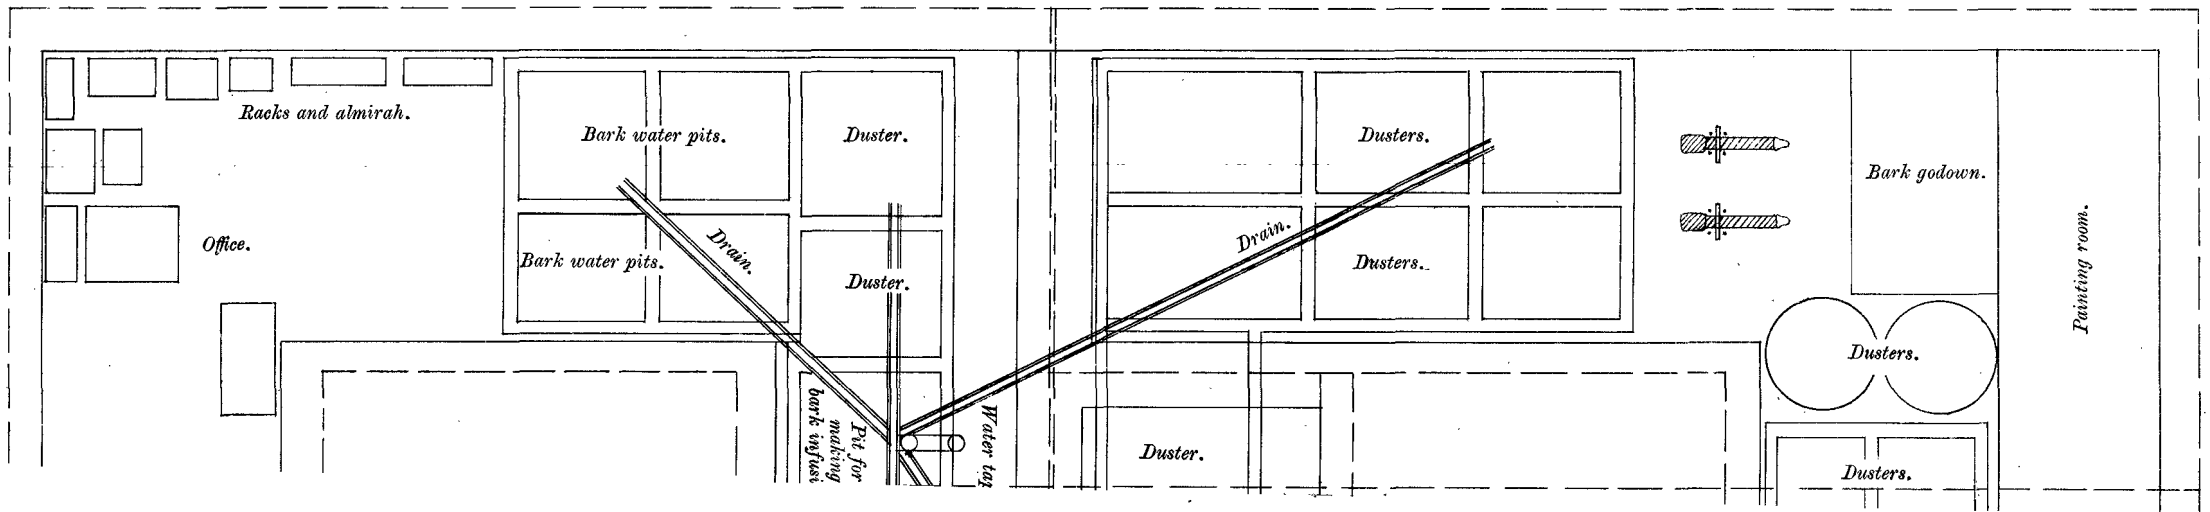 Racks and almirah.
Office.
Bark water pits.
Bark water pits.
Drain.
Duster.
Duster.
Pit for
making
bark infusi
Water tap
Drain.
Dusters.
Dusters.
Duster.
Bark godown.
Dusters.
Dusters.
Painting room.